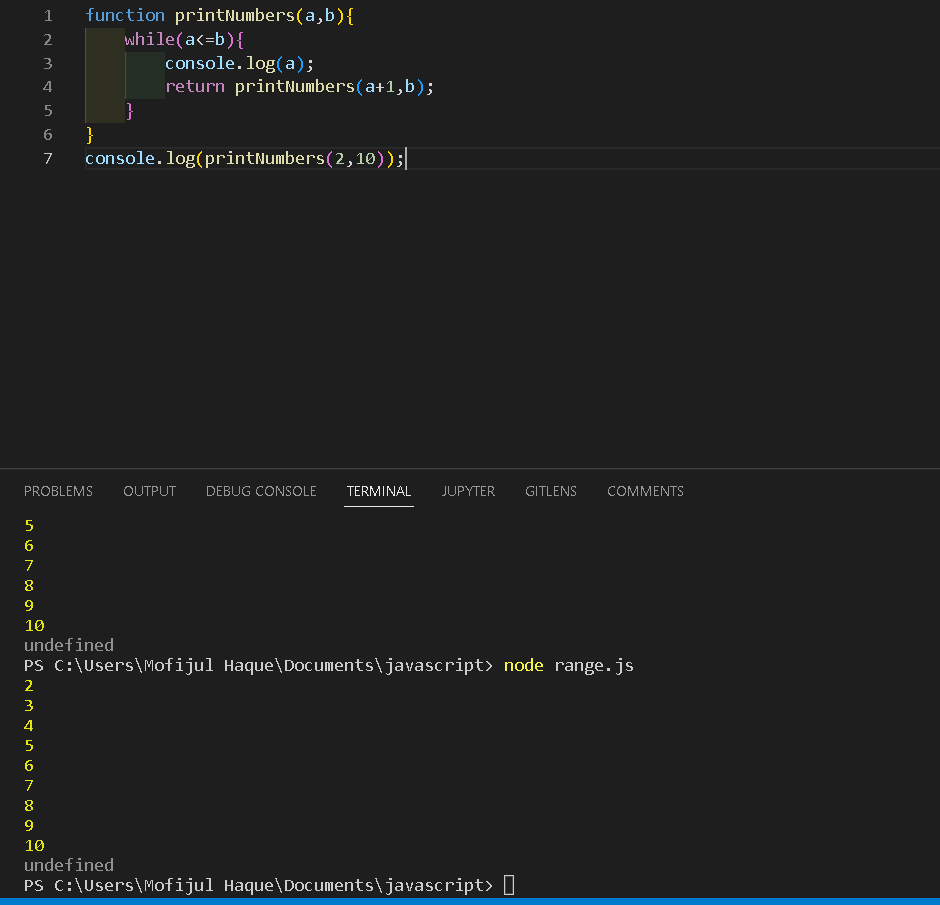 1 function printNumbers(a,b){
2 while(a<=b){
3 console.log(a);
4 return printNumbers(a+1,b);
5 }
6 }
7 console.log(printNumbers(2,10));
PROBLEMS OUTPUT DEBUG CONSOLE TERMINAL JUPYTER GITLENS COMMENTS
5
6
7
8
9
10
undefined
PS C:\Users\Mofijul Haque\Documents\javascript> node range.js
2
3
4
5
6
7
8
9
10
undefined
PS C:\Users\Mofijul Haque\Documents\javascript>